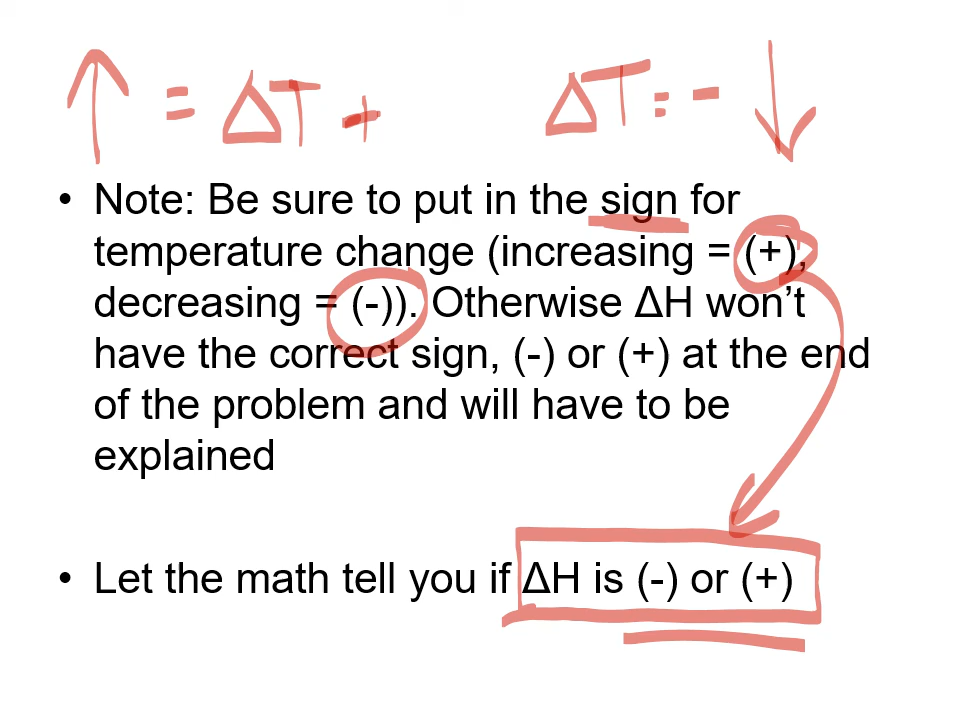 ↑ = ΔT + ΔT = - ↓
• Note: Be sure to put in the sign for
temperature change (increasing = (+),
decreasing = (-)). Otherwise ΔH won’t
have the correct sign, (-) or (+) at the end
of the problem and will have to be
explained
• Let the math tell you if ΔH is (-) or (+)